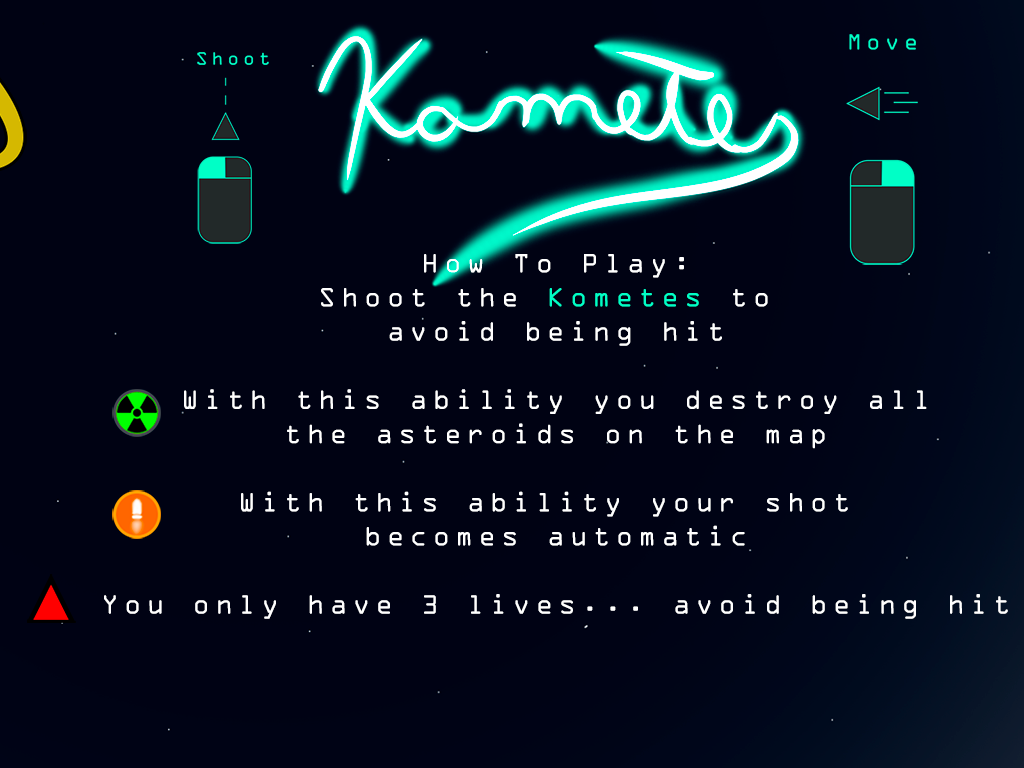 Shoot
Kometes
Move
How To Play:
Shoot the Kometes to
avoid being hit
With this ability you destroy all
the asteroids on the map
With this ability your shot
becomes automatic
You only have 3 lives... avoid being hit